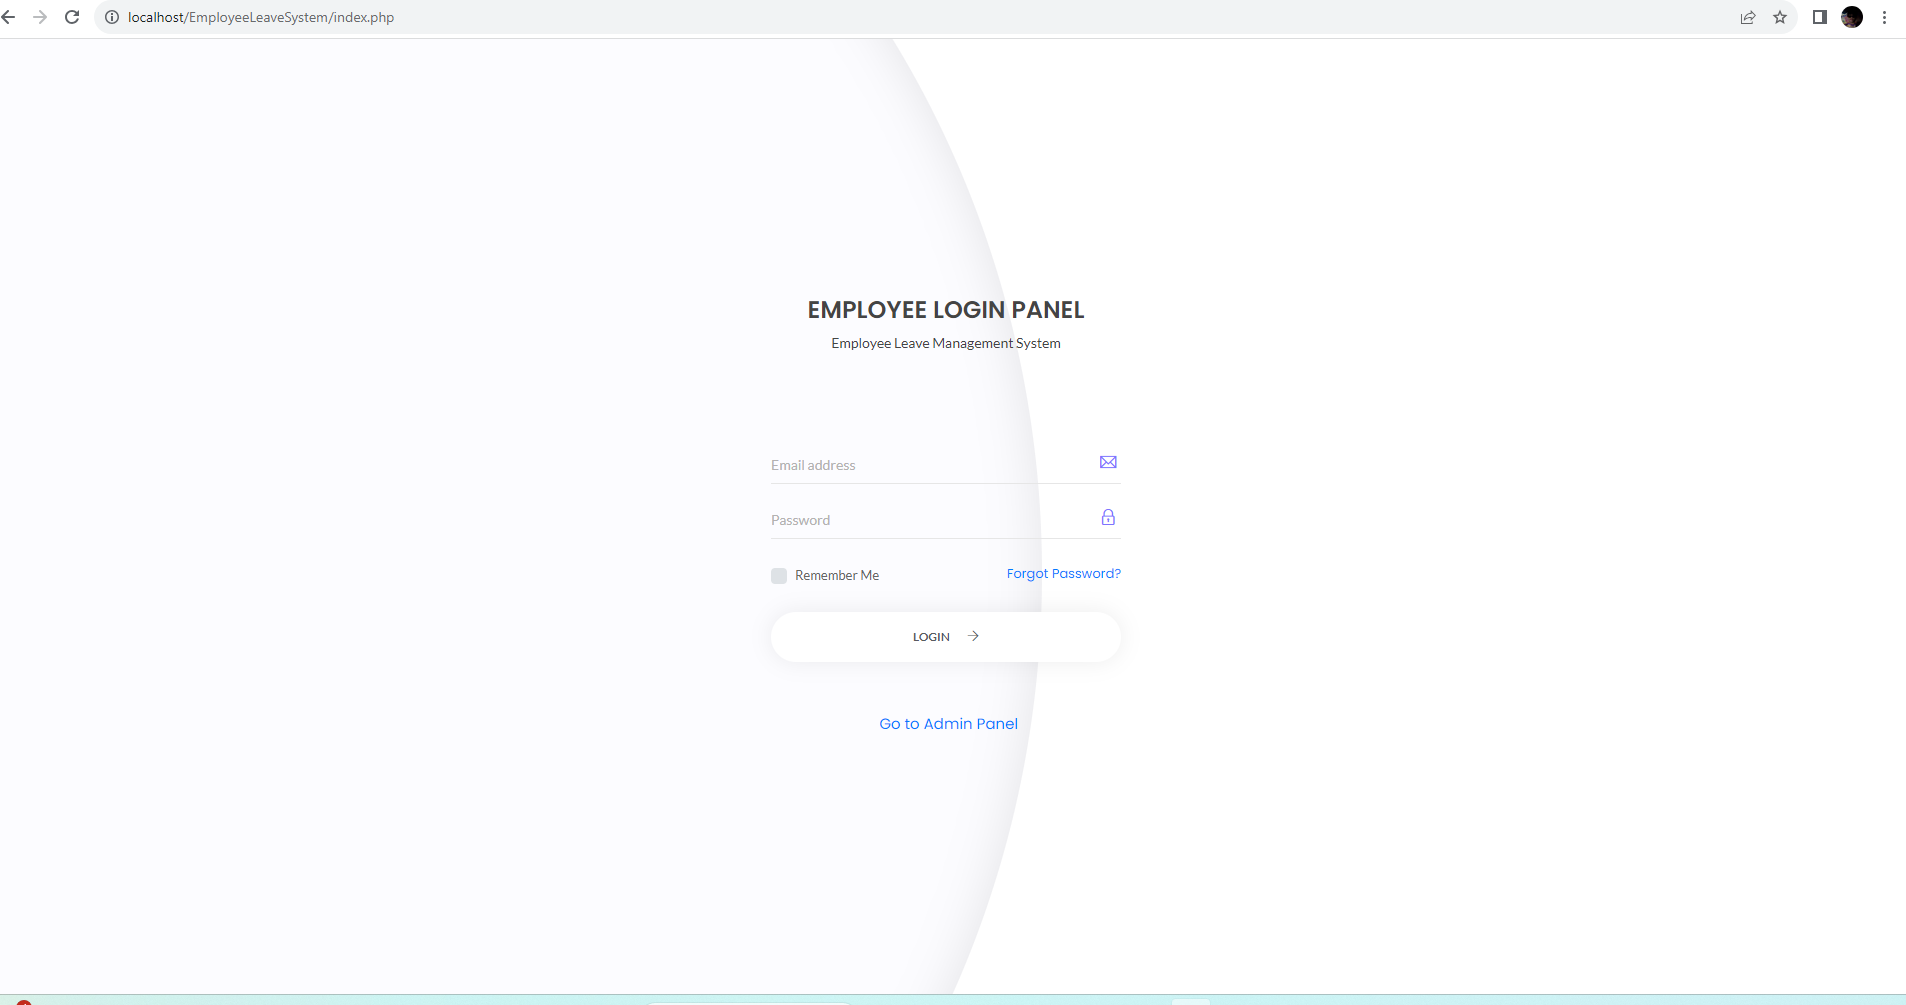 localhost/EmployeeLeaveSystem/index.php
EMPLOYEE LOGIN PANEL
Employee Leave Management System
Email address
Password
Remember Me
Forgot Password?
LOGIN
Go to Admin Panel